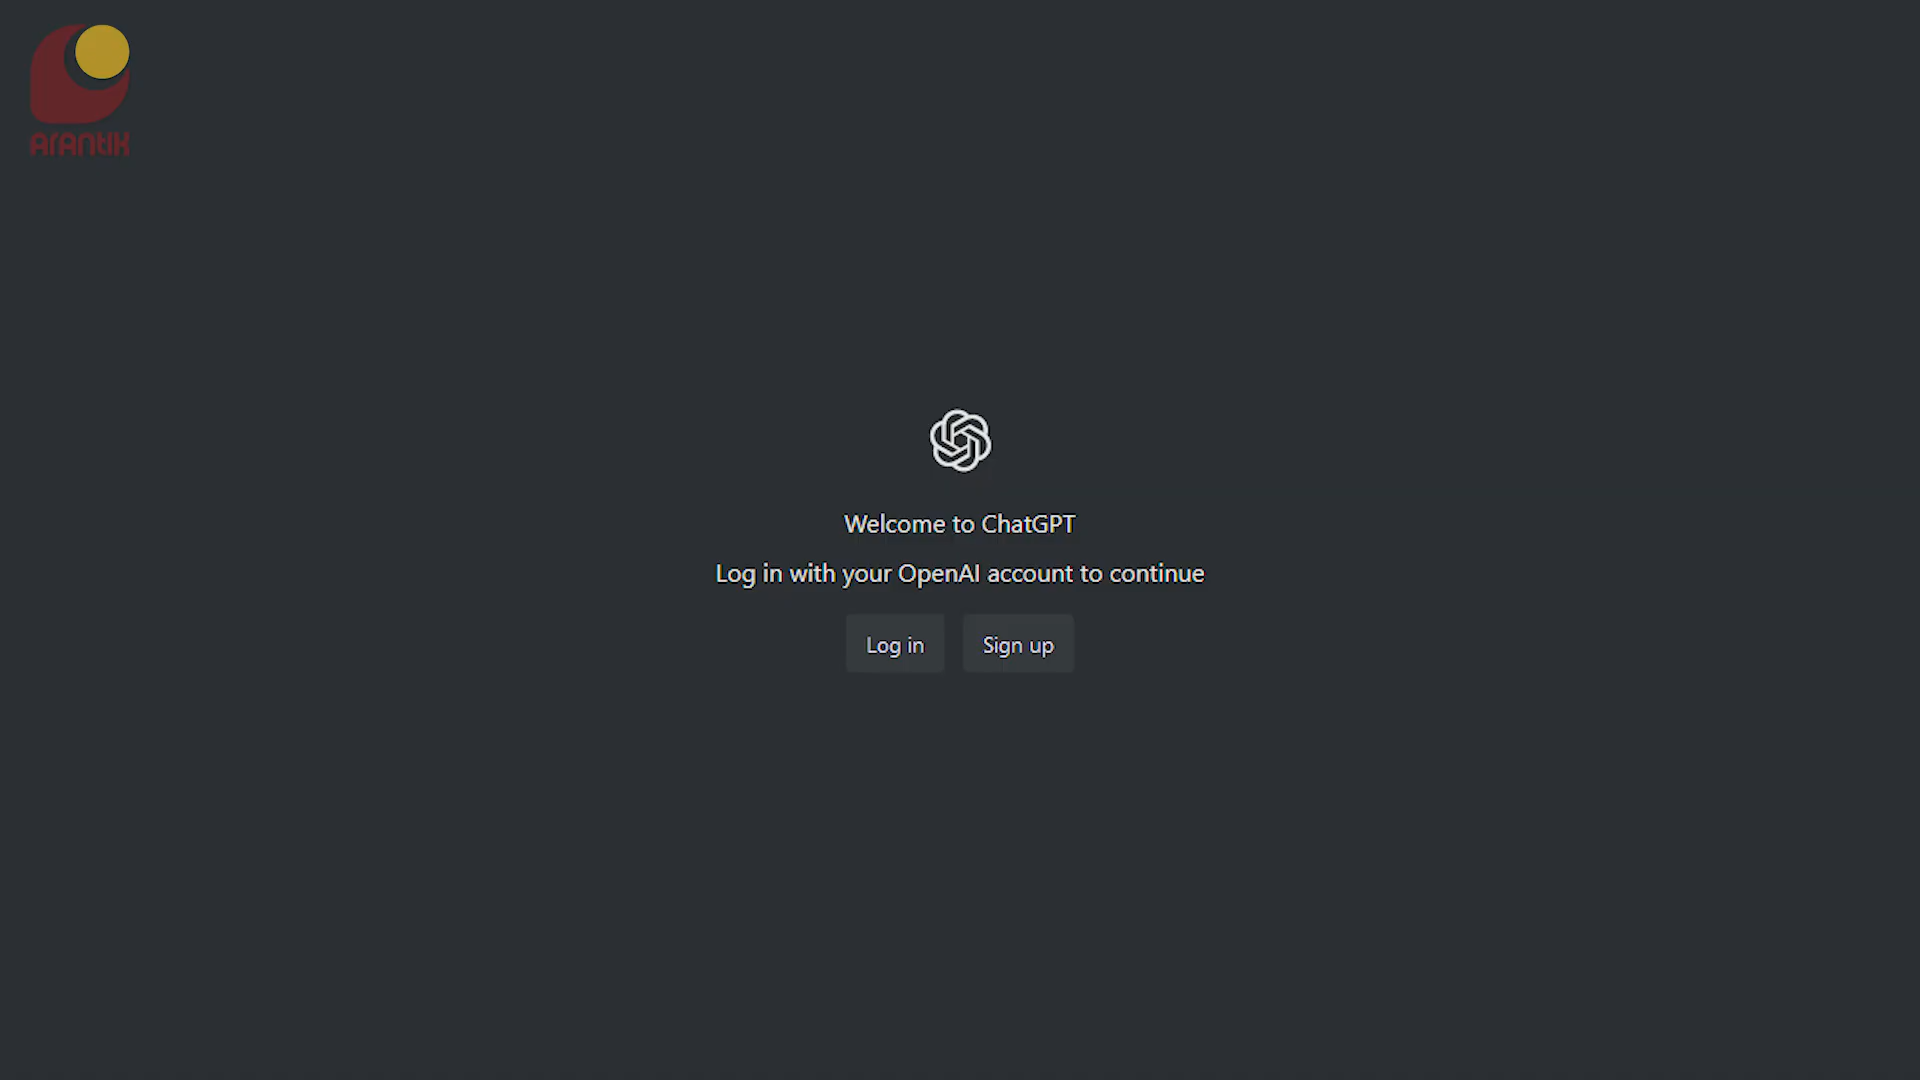 ArAntIK
Welcome to ChatGPT
Log in with your OpenAI account to continue
Log in
Sign up